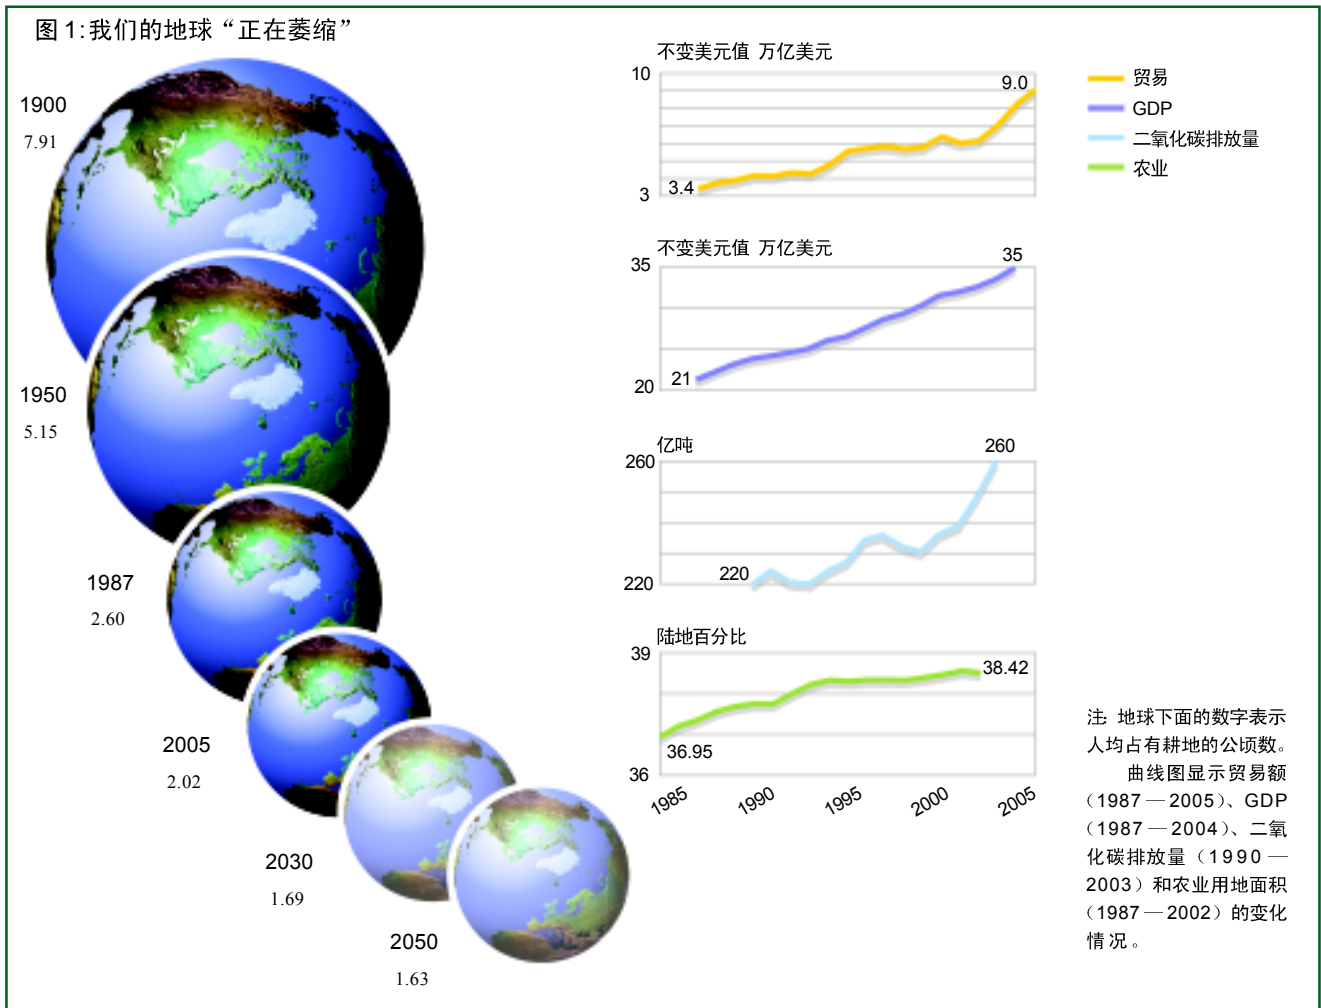 图 1:我们的地球“正在萎缩”
1900
7.91
1950
5.15
1987
2.60
2005
2.02
2030
1.69
2050
1.63
不变美元值 万亿美元
10
9.0
3.4
3
不变美元值 万亿美元
35
35
21
20
亿吨
260
260
220
220
陆地百分比
39
38.42
36.95
36
1985
1990
1995
2000
2005
贸易
GDP
二氧化碳排放量
农业
注: 地球下面的数字表示
人均占有耕地的公顷数。
曲线图显示贸易额
（1987 — 2005）、GDP
（1987 — 2004）、二氧
化碳排放量（1990 —
2003）和农业用地面积
（1987 — 2002）的变化
情况。